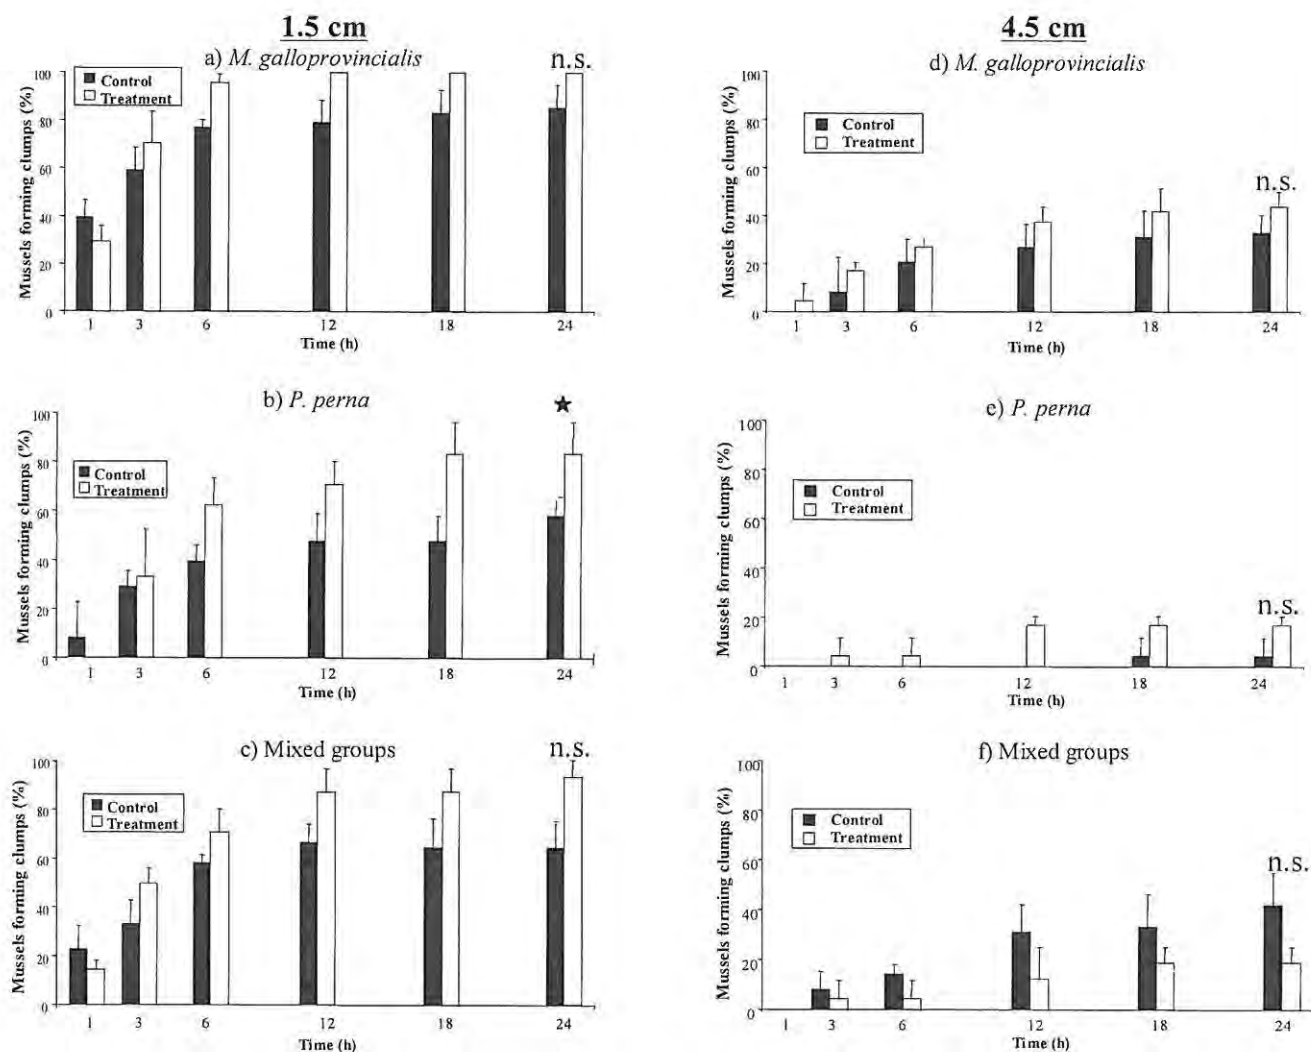 1.5 cm
a) M. galloprovincialis
n.s.
Control
Treatment
Mussels forming clumps (%)
100
80
60
40
20
0
1 3 6 12 18 24
Time (h)
b) P. perna
★
Control
Treatment
Mussels forming clumps (%)
100
80
60
40
20
0
1 3 6 12 18 24
Time (h)
c) Mixed groups
n.s.
Control
Treatment
Mussels forming clumps (%)
100
80
60
40
20
0
1 3 6 12 18 24
Time (h)
4.5 cm
d) M. galloprovincialis
Control
Treatment
n.s.
Mussels forming clumps (%)
100
80
60
40
20
0
1 3 6 12 18 24
Time (h)
e) P. perna
Control
Treatment
n.s.
Mussels forming clumps (%)
100
80
60
40
20
0
1 3 6 12 18 24
Time (h)
f) Mixed groups
Control
Treatment
n.s.
Mussels forming clumps (%)
100
80
60
40
20
0
1 3 6 12 18 24
Time (h)